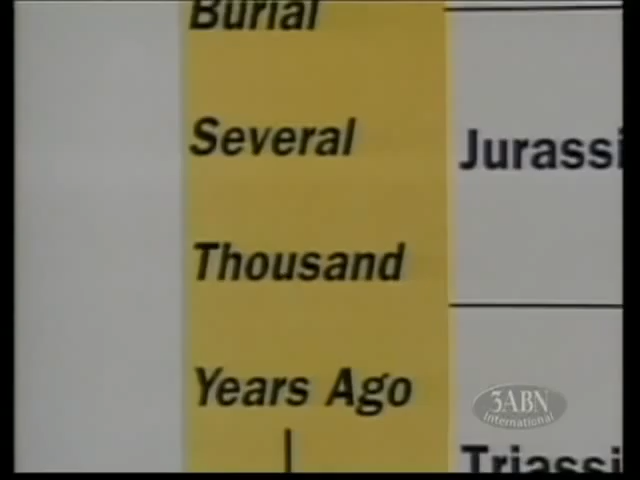 Burial
Several
Thousand
Years Ago
Jurassi
Triassi
3ABN
International